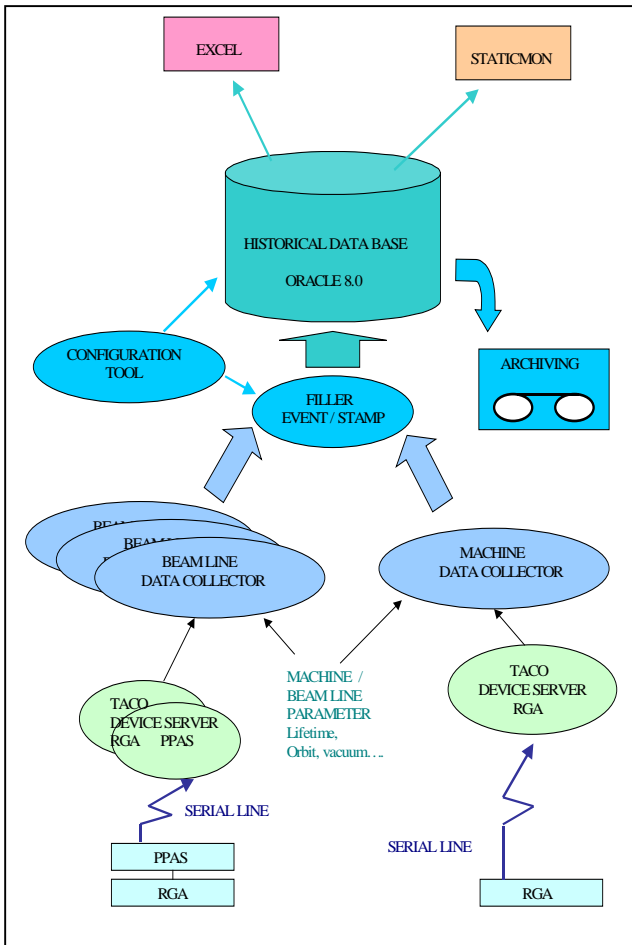 EXCEL
STATICMON
HISTORICAL DATA BASE
ORACLE 8.0
CONFIGURATION
TOOL
ARCHIVING
FILLER
EVENT / STAMP
BEAM LINE
DATA COLLECTOR
MACHINE
DATA COLLECTOR
MACHINE /
BEAM LINE
PARAMETER
Lifetime,
Orbit, vacuum….
TACO
DEVICE SERVER
RGA PPAS
TACO
DEVICE SERVER
RGA
SERIAL LINE
SERIAL LINE
PPAS
RGA
RGA